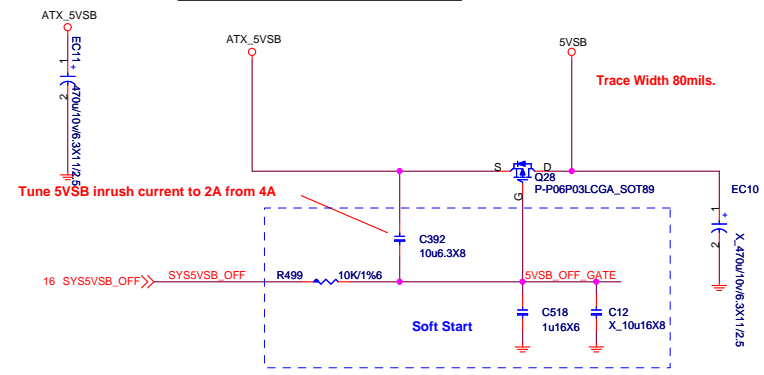 ATX_5VSB
EC11
1
+
2
470u/10v/6.3X11/2.5
ATX_5VSB
5VSB
Trace Width 80mils.
S
D
G
Q28
P-P06P03LCGA_SOT89
EC10
1
+
2
X_470u/10v/6.3X11/2.5
Tune 5VSB inrush current to 2A from 4A
C392
10u6.3X8
16 SYS5VSB_OFF
SYS5VSB_OFF
R499
10K/1%6
5VSB_OFF_GATE
C518
1u16X6
C12
X_10u16X8
Soft Start